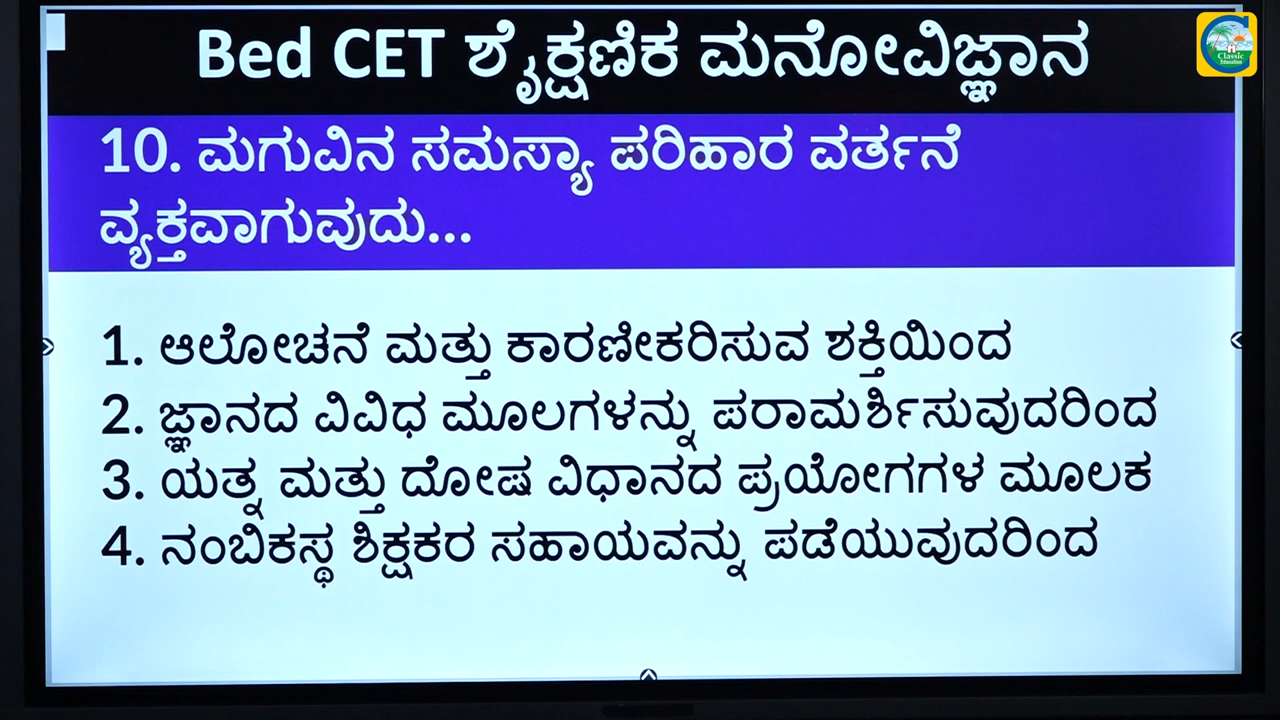 Bed CET ಶೈಕ್ಷಣಿಕ ಮನೋವಿಜ್ಞಾನ
Classic
Education
10. ಮಗುವಿನ ಸಮಸ್ಯಾ ಪರಿಹಾರ ವರ್ತನೆ
ವ್ಯಕ್ತವಾಗುವುದು...
1. ಆಲೋಚನೆ ಮತ್ತು ಕಾರಣೀಕರಿಸುವ ಶಕ್ತಿಯಿಂದ
2. ಜ್ಞಾನದ ವಿವಿಧ ಮೂಲಗಳನ್ನು ಪರಾಮರ್ಶಿಸುವುದರಿಂದ
3. ಯತ್ನ ಮತ್ತು ದೋಷ ವಿಧಾನದ ಪ್ರಯೋಗಗಳ ಮೂಲಕ
4. ನಂಬಿಕಸ್ಥ ಶಿಕ್ಷಕರ ಸಹಾಯವನ್ನು ಪಡೆಯುವುದರಿಂದ